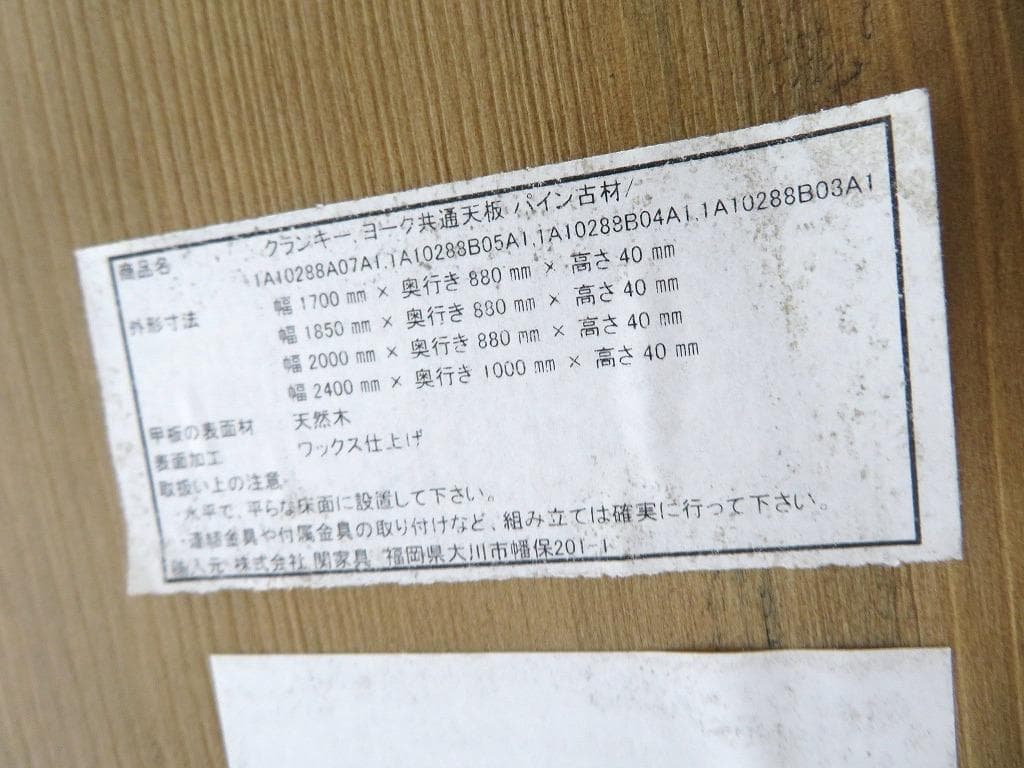 商品名 クランキー、ヨーク共通天板 パイン古材/
1A10288A07A1,1A10288B05A1,1A10288B04A1,1A10288B03A1
外形寸法 幅 1700 mm × 奥行き 880 mm × 高さ 40 mm
幅 1850 mm × 奥行き 880 mm × 高さ 40 mm
幅 2000 mm × 奥行き 880 mm × 高さ 40 mm
幅 2400 mm × 奥行き 1000 mm × 高さ 40 mm
甲板の表面材 天然木
表面加工 ワックス仕上げ
取扱い上の注意
・水平で、平らな床面に設置して下さい。
・連結金具や付属金具の取り付けなど、組み立ては確実に行って下さい。
輸入元 株式会社 関家具 福岡県大川市幡保201-1